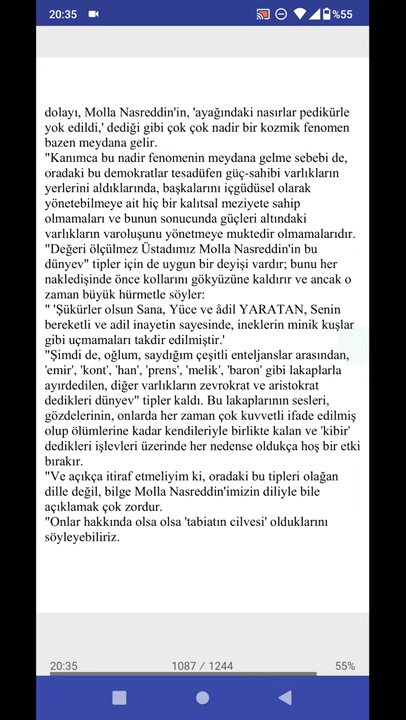 20:35
%55
dolayı, Molla Nasreddin'in, 'ayağındaki nasırlar pedikürle
yok edildi,' dediği gibi çok çok nadir bir kozmik fenomen
bazen meydana gelir.
"Kanımca bu nadir fenomenin meydana gelme sebebi de,
oradaki bu demokratlar tesadüfen güç-sahibi varlıkların
yerlerini aldıklarında, başkalarını içgüdüsel olarak
yönetebilmeye ait hiç bir kalıtsal meziyete sahip
olmamaları ve bunun sonucunda güçleri altındaki
varlıkların varoluşunu yönetmeye muktedir olmamalarıdır.
"Değeri ölçülmez Üstadımız Molla Nasreddin'in bu
dünyev" tipler için de uygun bir deyişi vardır; bunu her
nakledişinde önce kollarını gökyüzüne kaldırır ve ancak o
zaman büyük hürmetle söyler:
" 'Şükürler olsun Sana, Yüce ve âdil YARATAN, Senin
bereketli ve adil inayetin sayesinde, ineklerin minik kuşlar
gibi uçmamaları takdir edilmiştir.'
"Şimdi de, oğlum, saydığım çeşitli enteljanslar arasından,
'emir', 'kont', 'han', 'prens', 'melik', 'baron' gibi lakaplarla
ayırdedilen, diğer varlıkların zevrokrat ve aristokrat
dedikleri dünyev" tipler kaldı. Bu lakaplarının sesleri,
gözdelerinin, onlarda her zaman çok kuvvetli ifade edilmiş
olup ölümlerine kadar kendileriyle birlikte kalan ve 'kibir'
dedikleri işlevleri üzerinde her nedense oldukça hoş bir etki
bırakır.
"Ve açıkça itiraf etmeliyim ki, oradaki bu tipleri olağan
dille değil, bilge Molla Nasreddin'imizin diliyle bile
açıklamak çok zordur.
"Onlar hakkında olsa olsa 'tabiatın cilvesi' olduklarını
söyleyebiliriz.
20:35
1087 / 1244
55%